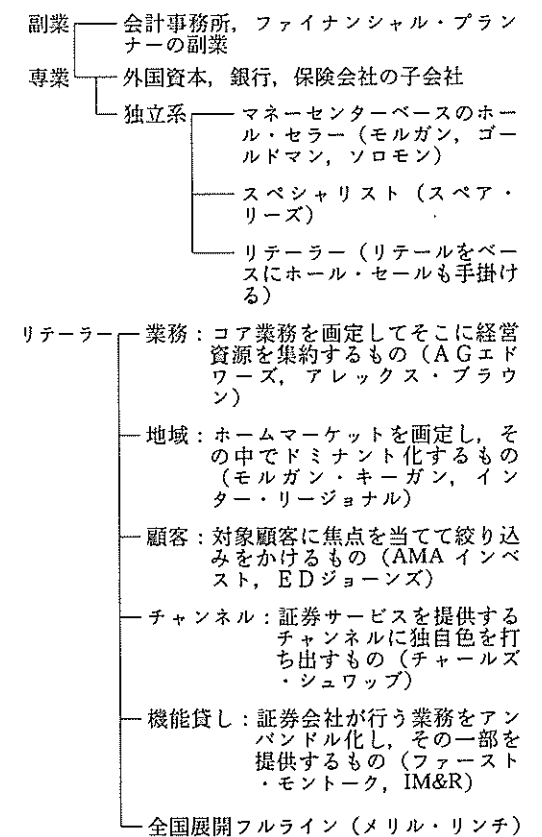 副業 会計事務所，ファイナンシャル・プラン
ナーの副業
専業 外国資本，銀行，保険会社の子会社
独立系 マネーセンターベースのホー
ル・セラー（モルガン，ゴー
ルドマン，ソロモン）
スペシャリスト（スペア・
リーズ）
リテーラー（リテールをベー
スにホール・セールも手掛け
る）
リテーラー 業務：コア業務を画定してそこに経営
資源を集約するもの（ＡＧエド
ワーズ，アレックス・ブラウ
ン）
地域：ホームマーケットを画定し，そ
の中でドミナント化するもの
（モルガン・キーガン，イン
ター・リージョナル）
顧客：対象顧客に焦点を当てて絞り込
みをかけるもの（AMA インベ
スト，ＥＤジョーンズ）
チャンネル：証券サービスを提供する
チャンネルに独自色を打
ち出すもの（チャールズ
・シュワッブ）
機能貸し：証券会社が行う業務をアン
バンドル化し，その一部を
提供するもの（ファースト
・モントーク，IM&R）
全国展開フルライン（メリル・リンチ）